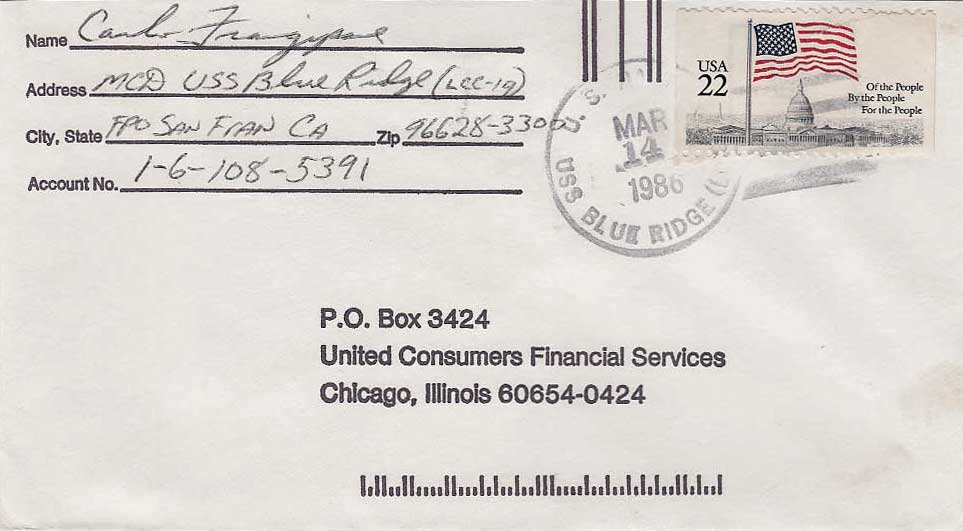 Name Carlo Frangipane
Address MCD USS Blue Ridge (LCC-19)
City, State FPO San Fran CA Zip 96628-3300
Account No. 1-6-108-5391
USA
22
Of the People
By the People
For the People
MAR
14
1986
USS BLUE RIDGE
P.O. Box 3424
United Consumers Financial Services
Chicago, Illinois 60654-0424